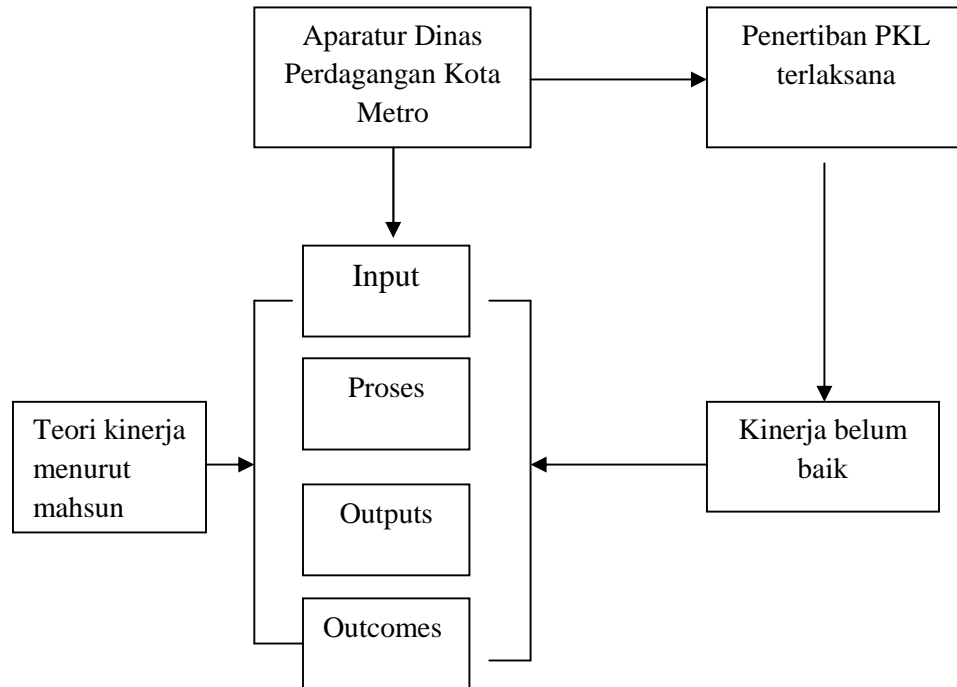 Aparatur Dinas
Perdagangan Kota
Metro
Penertiban PKL
terlaksana
Input
Proses
Teori kinerja
menurut
mahsun
Kinerja belum
baik
Outputs
Outcomes